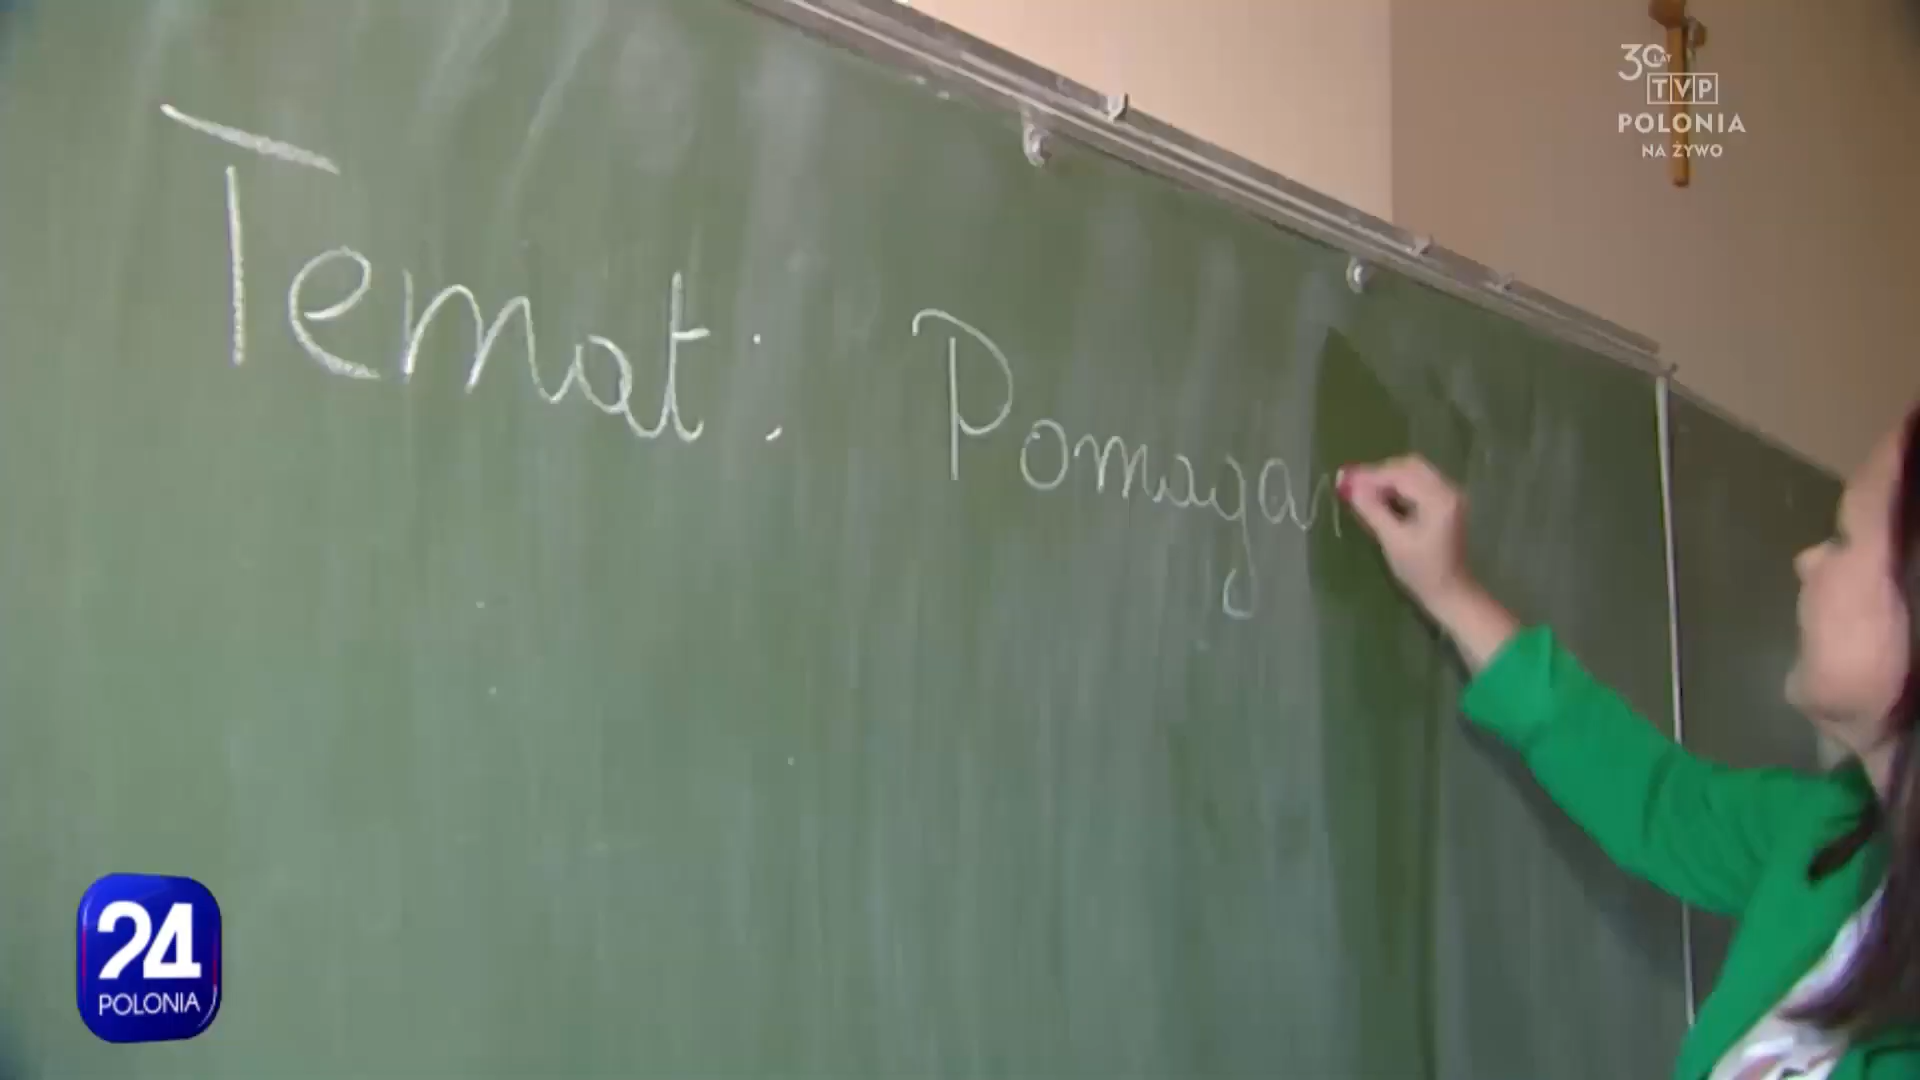 30 LAT
TVP
POLONIA
NA ŻYWO
Temat: Pomagan
24
POLONIA